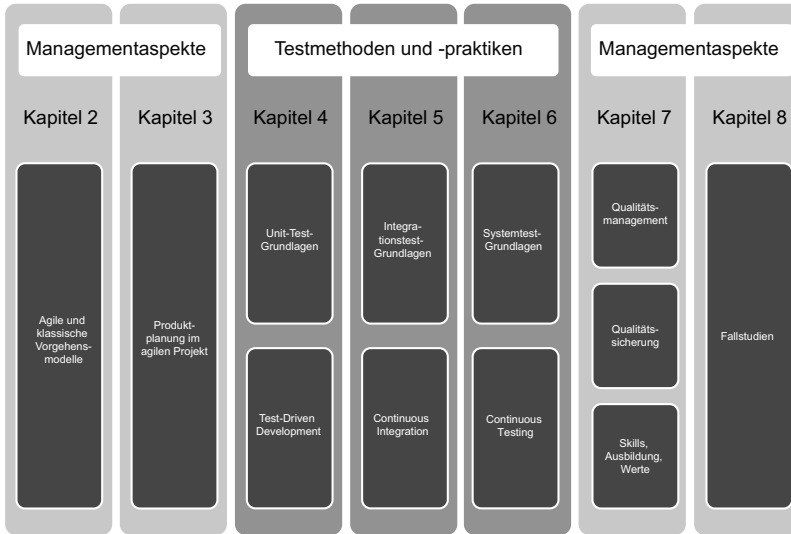 Managementaspekte
Testmethoden und -praktiken
Managementaspekte
Kapitel 2
Kapitel 3
Kapitel 4
Kapitel 5
Kapitel 6
Kapitel 7
Kapitel 8
Agile und
klassische
Vorgehens-
modelle
Produkt-
planung im
agilen Projekt
Unit-Test-
Grundlagen
Test-Driven
Development
Integra-
tionstest-
Grundlagen
Continuous
Integration
Systemtest-
Grundlagen
Continuous
Testing
Qualitäts-
management
Qualitäts-
sicherung
Skills,
Ausbildung,
Werte
Fallstudien